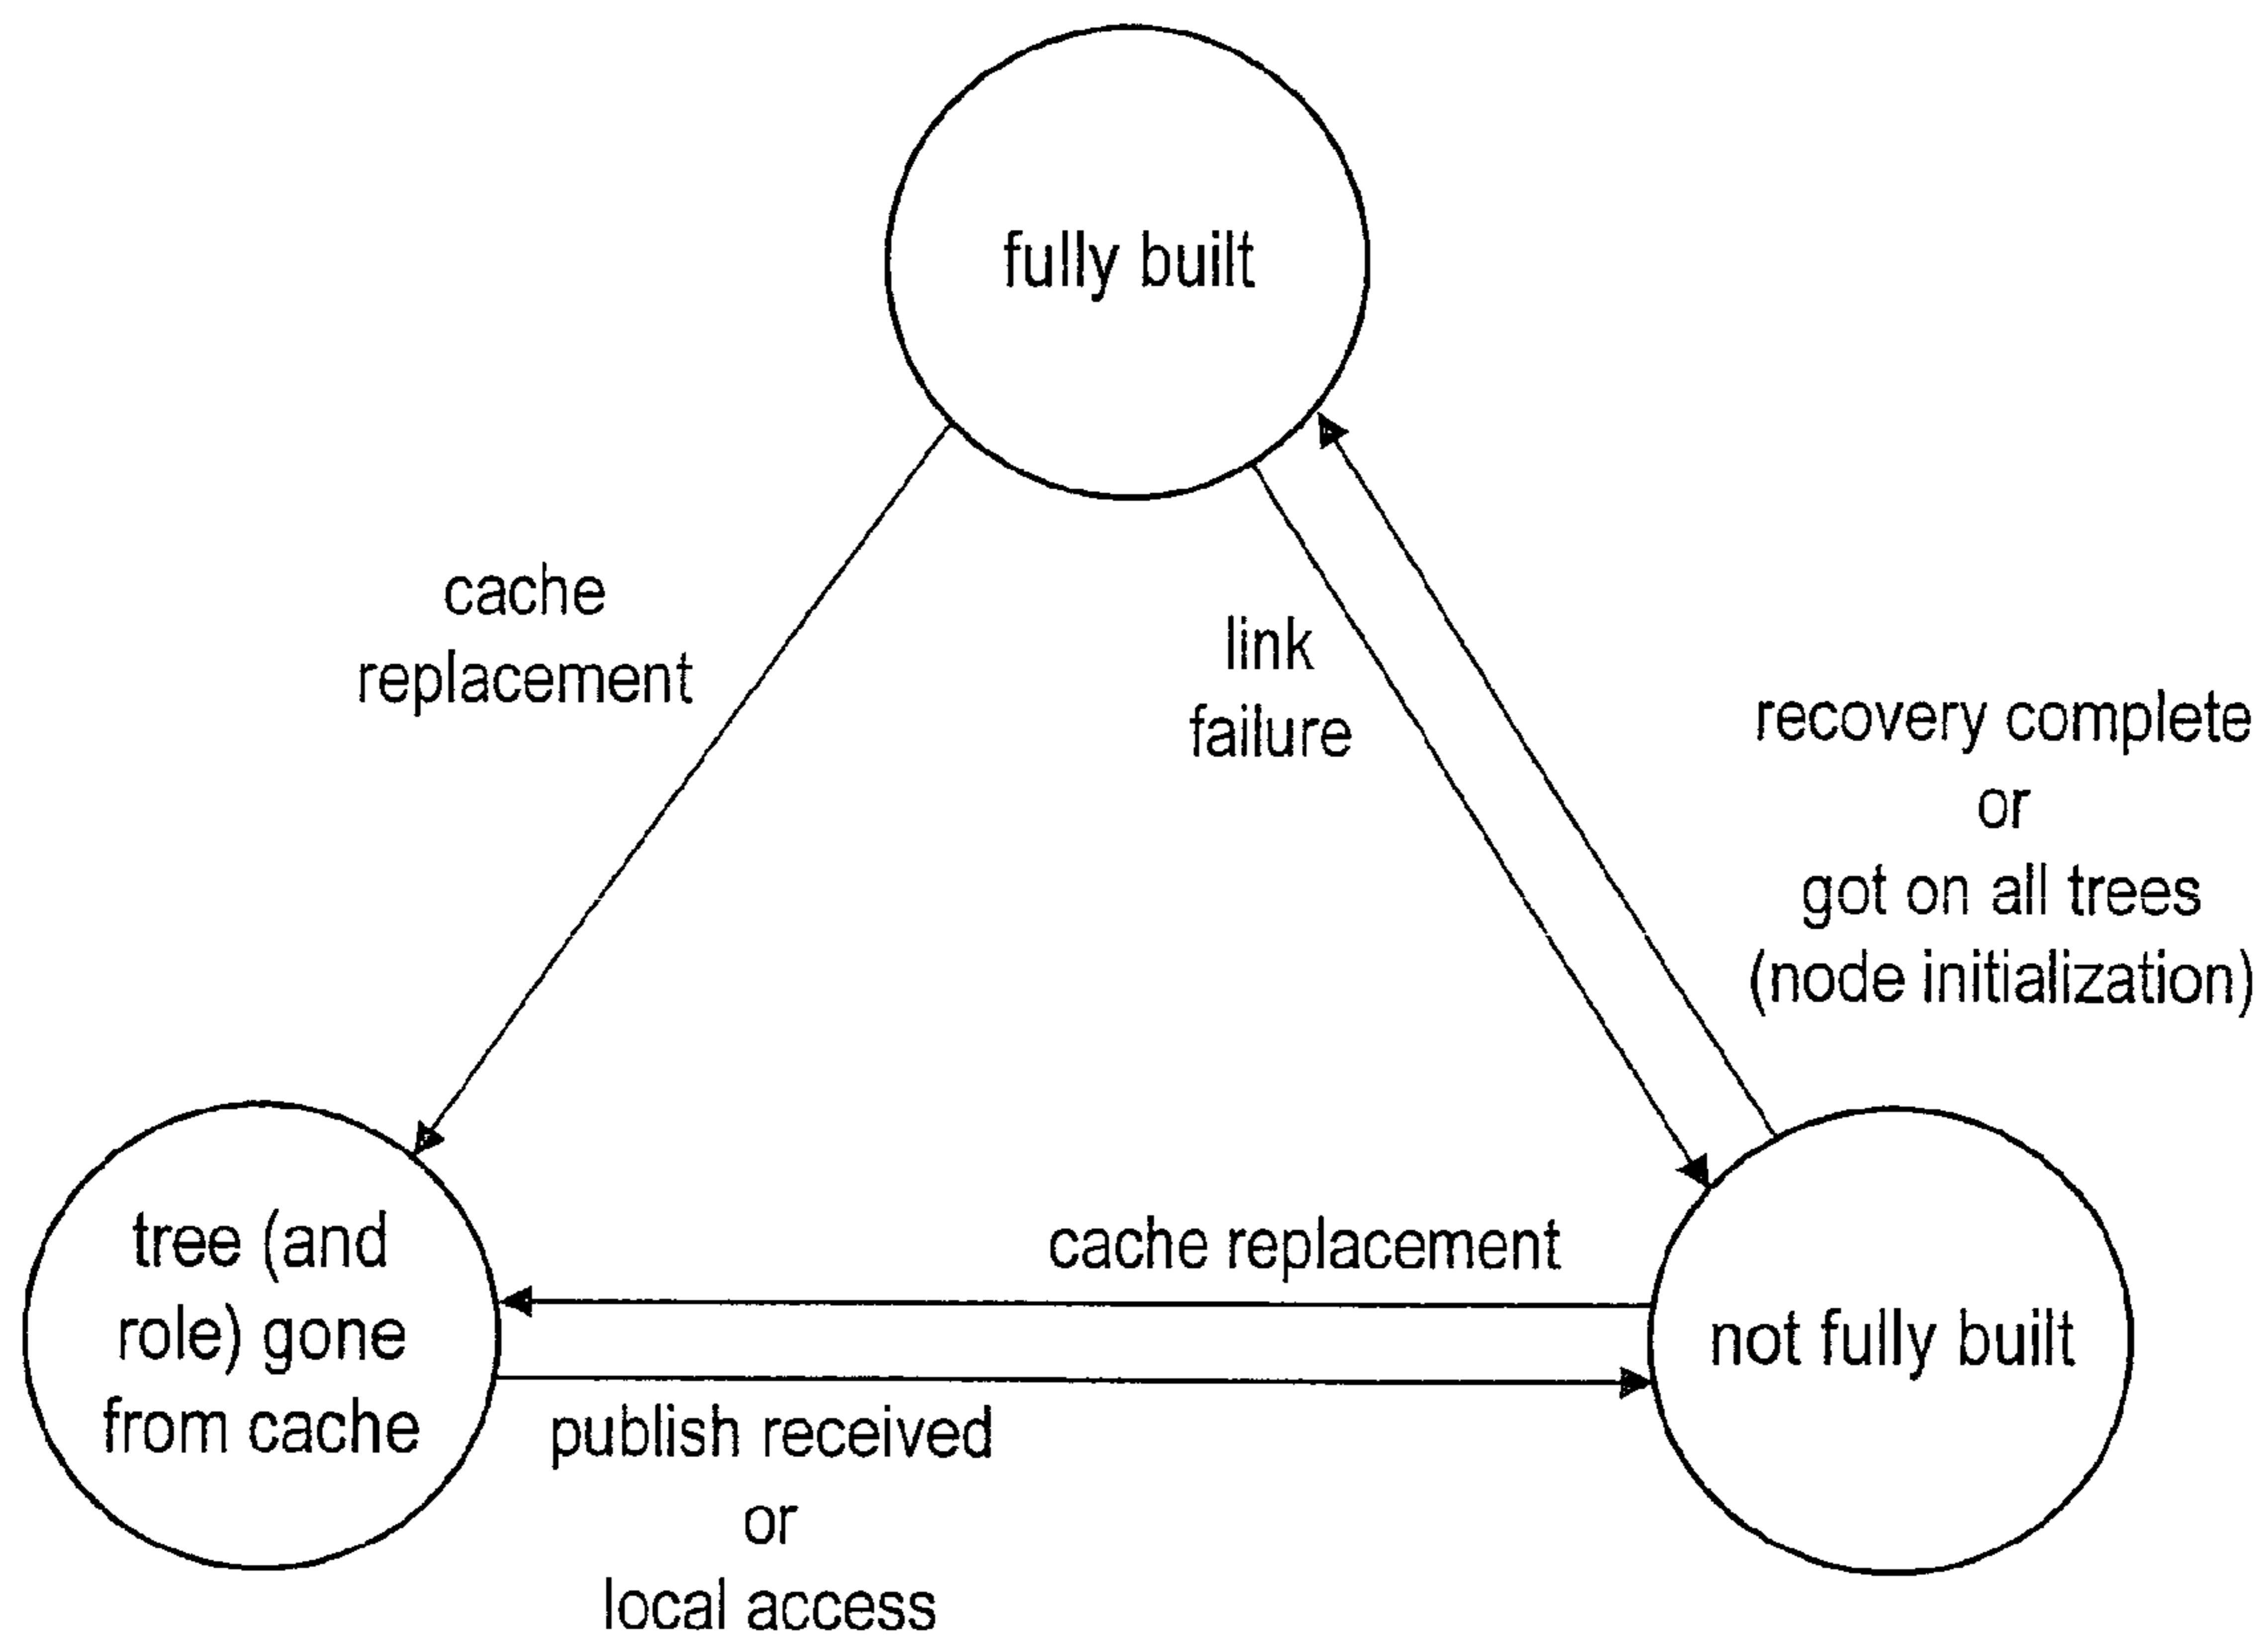 fully built
cache
replacement
link
failure
recovery complete
or
got on all trees
(node initialization)
tree (and
role) gone
from cache
cache replacement
not fully built
publish received
or
local access